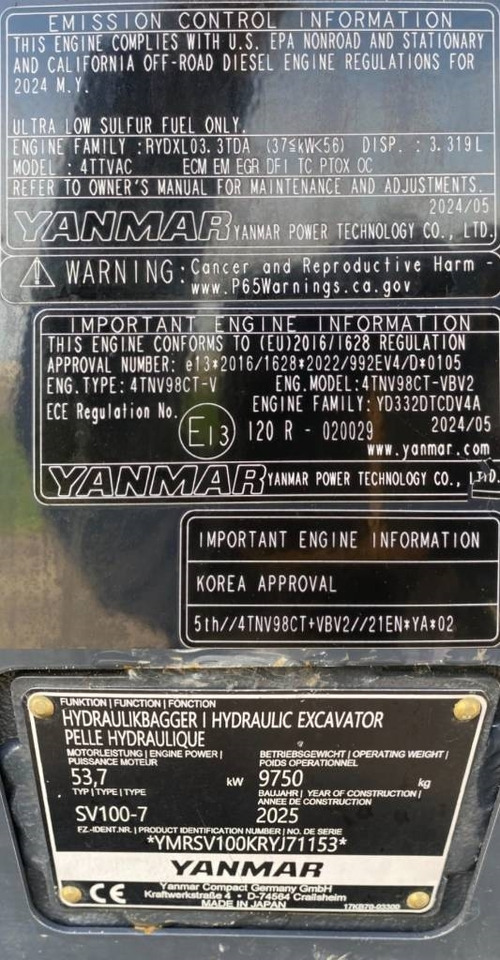 EMISSION CONTROL INFORMATION
THIS ENGINE COMPLIES WITH U.S. EPA NONROAD AND STATIONARY
AND CALIFORNIA OFF-ROAD DIESEL ENGINE REGULATIONS FOR
2024 M.Y.
ULTRA LOW SULFUR FUEL ONLY.
ENGINE FAMILY : RYDXL03.3TDA (37≤kW<56) DISP. : 3.319L
MODEL : 4TTVAC ECM EM EGR DFI TC PTOX OC
REFER TO OWNER'S MANUAL FOR MAINTENANCE AND ADJUSTMENTS.
2024/05
YANMAR YANMAR POWER TECHNOLOGY CO., LTD.
WARNING: Cancer and Reproductive Harm -
www.P65Warnings.ca.gov
IMPORTANT ENGINE INFORMATION
THIS ENGINE CONFORMS TO (EU)2016/1628 REGULATION
APPROVAL NUMBER: e13*2016/1628*2022/992EV4/D*0105
ENG.TYPE: 4TNV98CT-V ENG.MODEL: 4TNV98CT-VBV2
ENGINE FAMILY: YD332DTCDV4A
ECE Regulation No. E13 120 R - 020029 2024/05
www.yanmar.com
YANMAR YANMAR POWER TECHNOLOGY CO., LTD.
IMPORTANT ENGINE INFORMATION
KOREA APPROVAL
5th//4TNV98CT+VBV2//21EN*YA*02
FUNKTION | FUNCTION | FONCTION
HYDRAULIKBAGGER | HYDRAULIC EXCAVATOR
PELLE HYDRAULIQUE
MOTORLEISTUNG | ENGINE POWER | BETRIEBSGEWICHT | OPERATING WEIGHT |
PUISSANCE MOTEUR POIDS OPERATIONNEL
53,7 kW 9750 kg
TYP | TYPE | TYPE BAUJAHR | YEAR OF CONSTRUCTION |
ANNEE DE CONSTRUCTION
SV100-7 2025
FZ.-IDENT.NR. | PRODUCT IDENTIFICATION NUMBER | NO. DE SERIE
*YMRSV100KRYJ71153*
YANMAR
CE Yanmar Compact Germany GmbH
Kraftwerkstraße 4 • D-74564 Crailsheim
MADE IN JAPAN 17KB70-03300